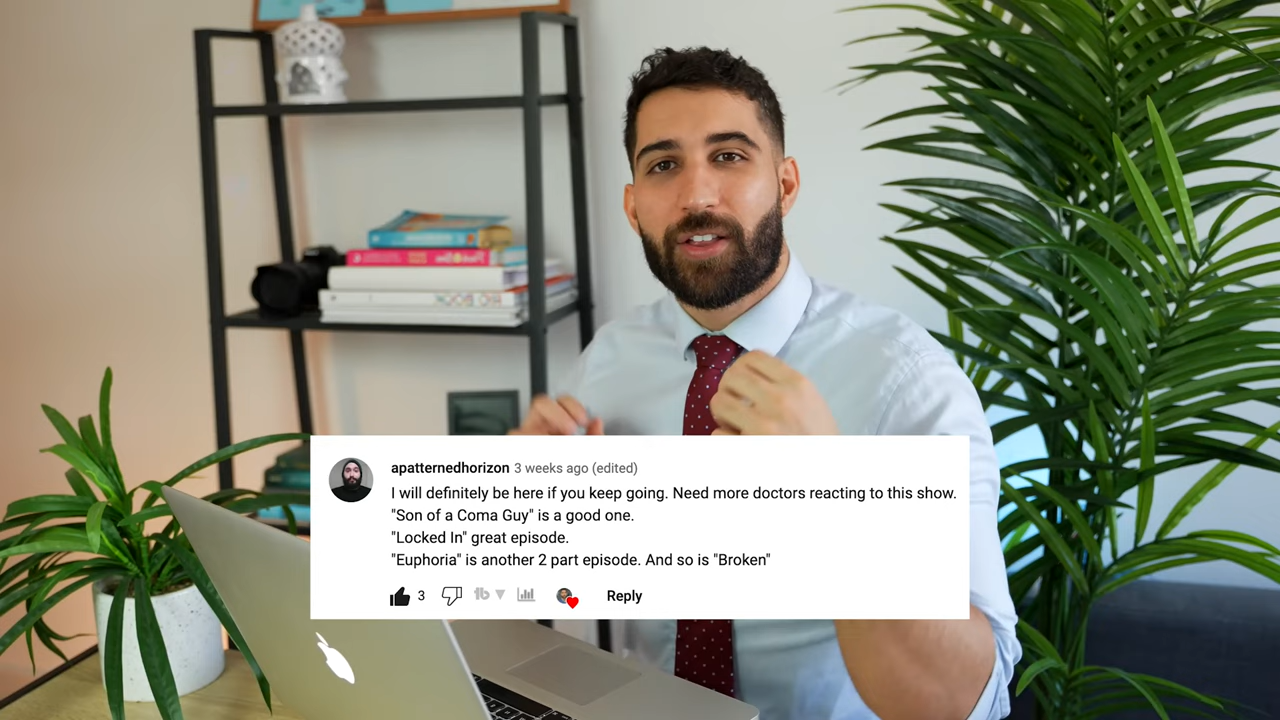 apatternedhorizon 3 weeks ago (edited)
I will definitely be here if you keep going. Need more doctors reacting to this show.
"Son of a Coma Guy" is a good one.
"Locked In" great episode.
"Euphoria" is another 2 part episode. And so is "Broken"
3
Reply